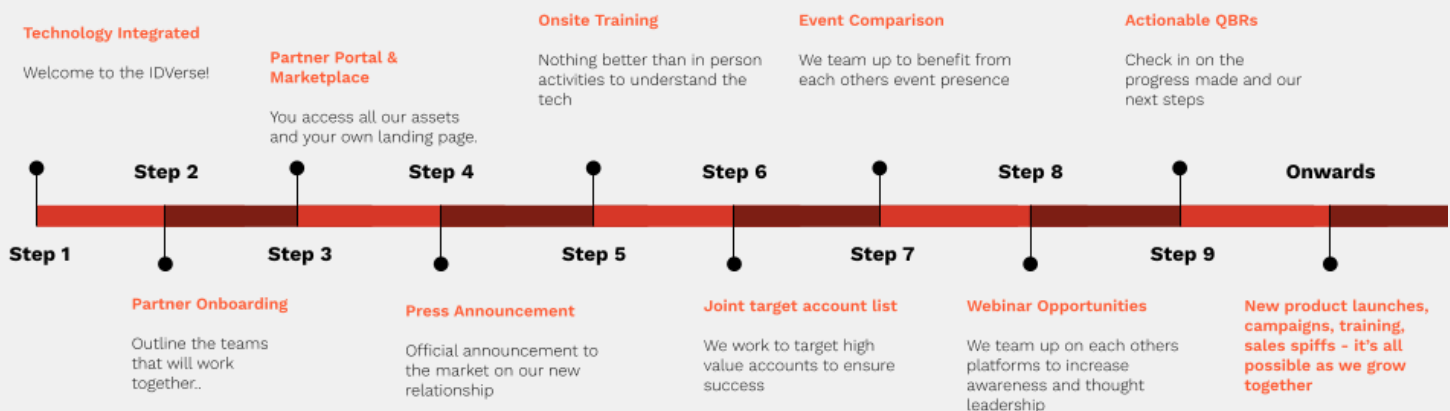 Technology Integrated
Welcome to the IDVerse!
Partner Portal &
Marketplace
You access all our assets
and your own landing page.
Onsite Training
Nothing better than in person
activities to understand the
tech
Event Comparison
We team up to benefit from
each others event presence
Actionable QBRs
Check in on the
progress made and our
next steps
Step 2
Step 4
Step 6
Step 8
Onwards
Step 1
Step 3
Step 5
Step 7
Step 9
Partner Onboarding
Outline the teams
that will work
together..
Press Announcement
Official announcement to
the market on our new
relationship
Joint target account list
We work to target high
value accounts to ensure
success
Webinar Opportunities
We team up on each others
platforms to increase
awareness and thought
leadership
New product launches,
campaigns, training,
sales spiffs - it's all
possible as we grow
together